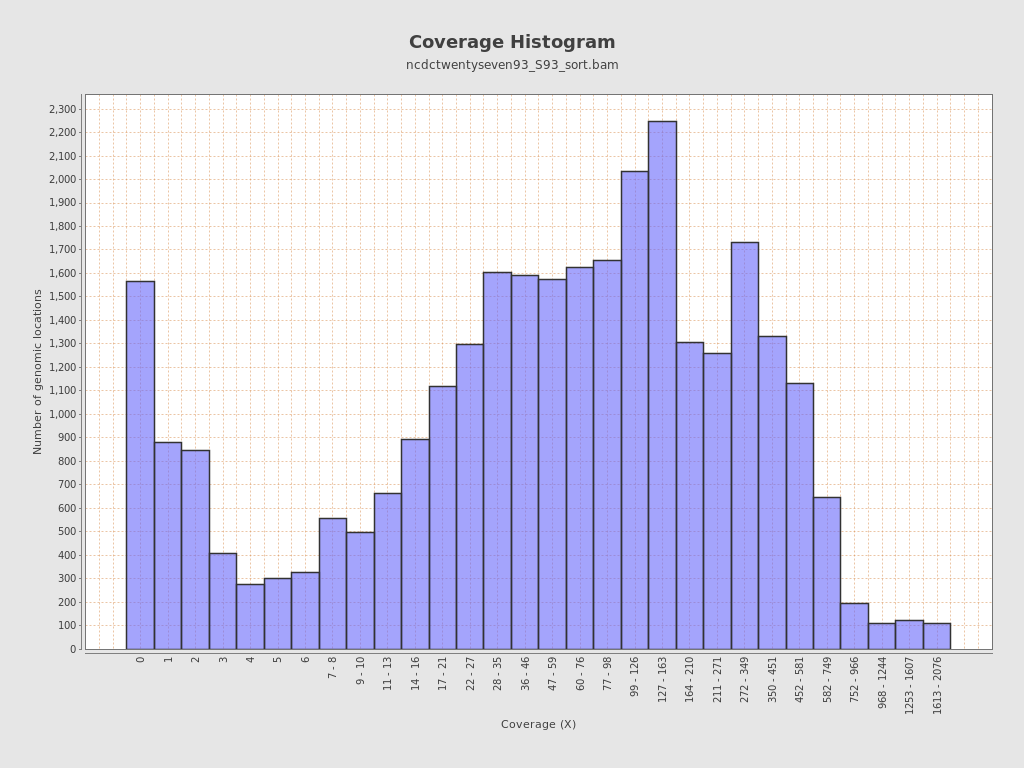 Coverage Histogram
ncdctwentyseven93_S93_sort.bam
Number of genomic locations
2,300
2,200
2,100
2,000
1,900
1,800
1,700
1,600
1,500
1,400
1,300
1,200
1,100
1,000
900
800
700
600
500
400
300
200
100
0
0
1
2
3
4
5
6
7 - 8
9 - 10
11 - 13
14 - 16
17 - 21
22 - 27
28 - 35
36 - 46
47 - 59
60 - 76
77 - 98
99 - 126
127 - 163
164 - 210
211 - 271
272 - 349
350 - 451
452 - 581
582 - 749
752 - 966
968 - 1244
1253 - 1607
1613 - 2076
Coverage (X)